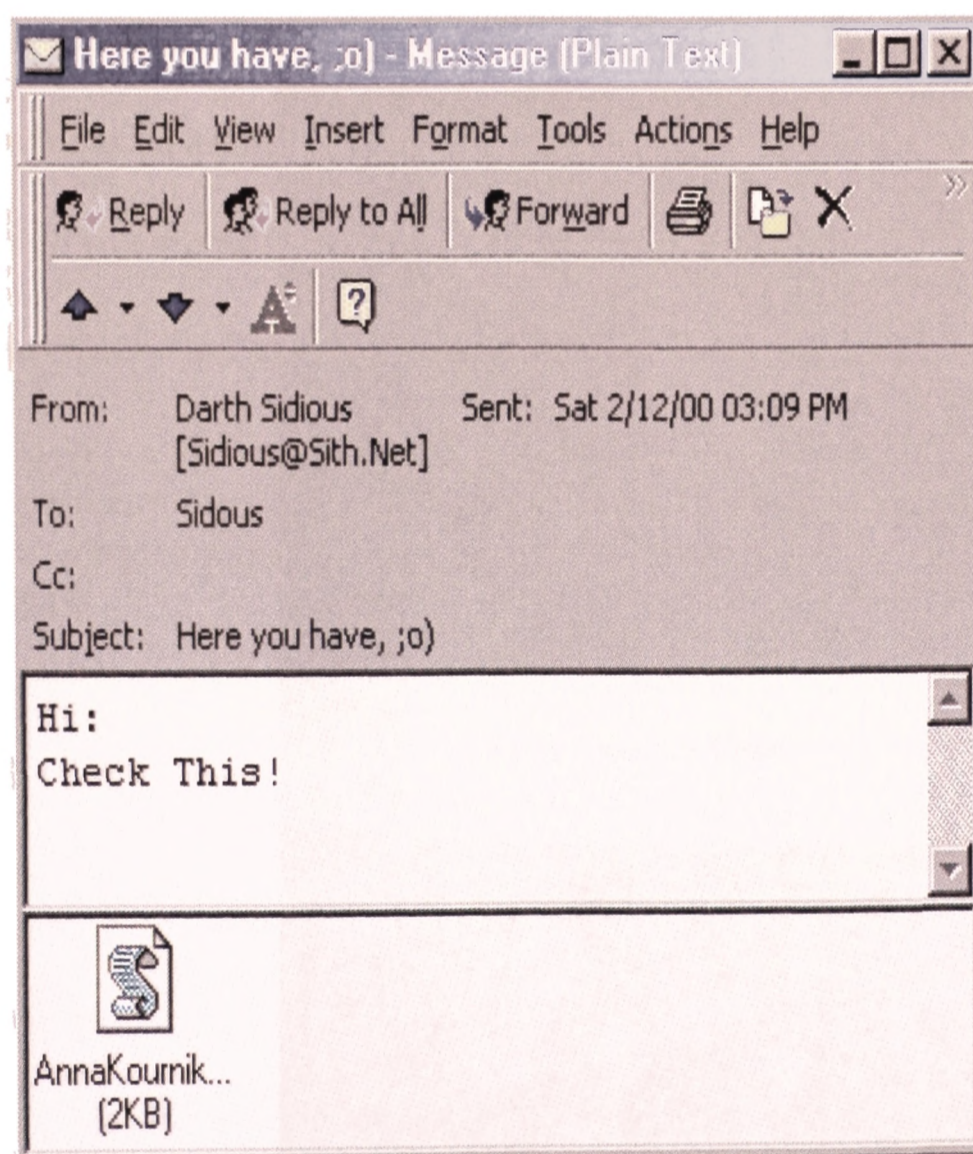 Here you have, ;o) - Message (Plain Text)
File Edit View Insert Format Tools Actions Help
Reply Reply to All Forward
A ?
From: Darth Sidious Sent: Sat 2/12/00 03:09 PM
[Sidious@Sith.Net]
To: Sidous
Cc:
Subject: Here you have, ;o)
Hi:
Check This!
AnnaKournik...
(2KB)